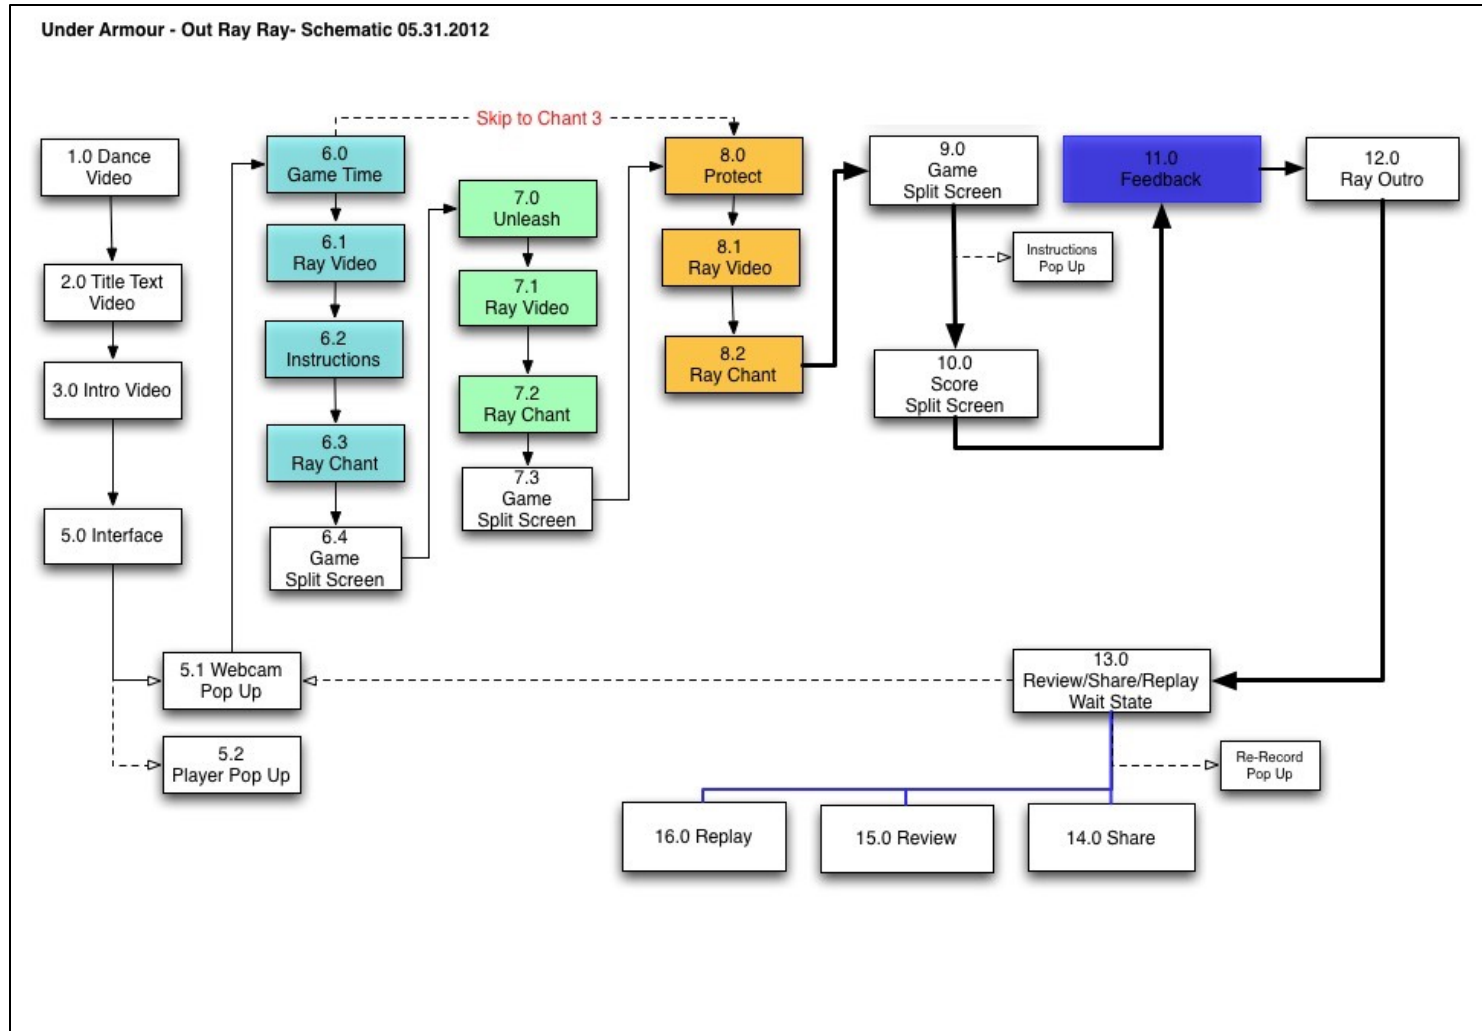 Under Armour - Out Ray Ray- Schematic 05.31.2012
Skip to Chant 3
1.0 Dance
Video
2.0 Title Text
Video
3.0 Intro Video
5.0 Interface
5.1 Webcam
Pop Up
5.2
Player Pop Up
6.0
Game Time
6.1
Ray Video
6.2
Instructions
6.3
Ray Chant
6.4
Game
Split Screen
7.0
Unleash
7.1
Ray Video
7.2
Ray Chant
7.3
Game
Split Screen
8.0
Protect
8.1
Ray Video
8.2
Ray Chant
9.0
Game
Split Screen
Instructions
Pop Up
10.0
Score
Split Screen
11.0
Feedback
12.0
Ray Outro
13.0
Review/Share/Replay
Wait State
Re-Record
Pop Up
16.0 Replay
15.0 Review
14.0 Share